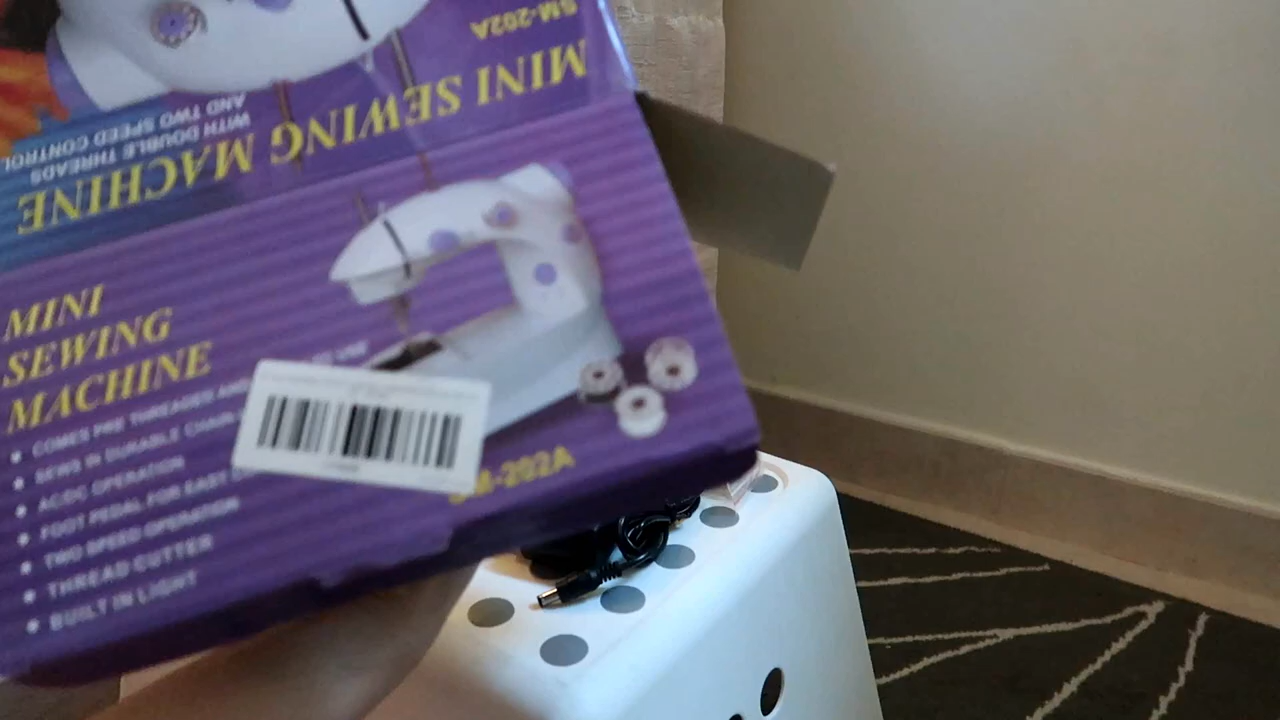 SM-202A
MINI SEWING MACHINE
WITH DOUBLE THREADS
AND TWO SPEED CONTROL
MINI
SEWING
MACHINE
COMES PRE THREADED AND
SEWS IN DURABLE CHAIN
AC/DC OPERATION
FOOT PEDAL FOR EASY
TWO SPEED OPERATOR
THREAD CUTTER
BUILT IN LIGHT
SM-202A